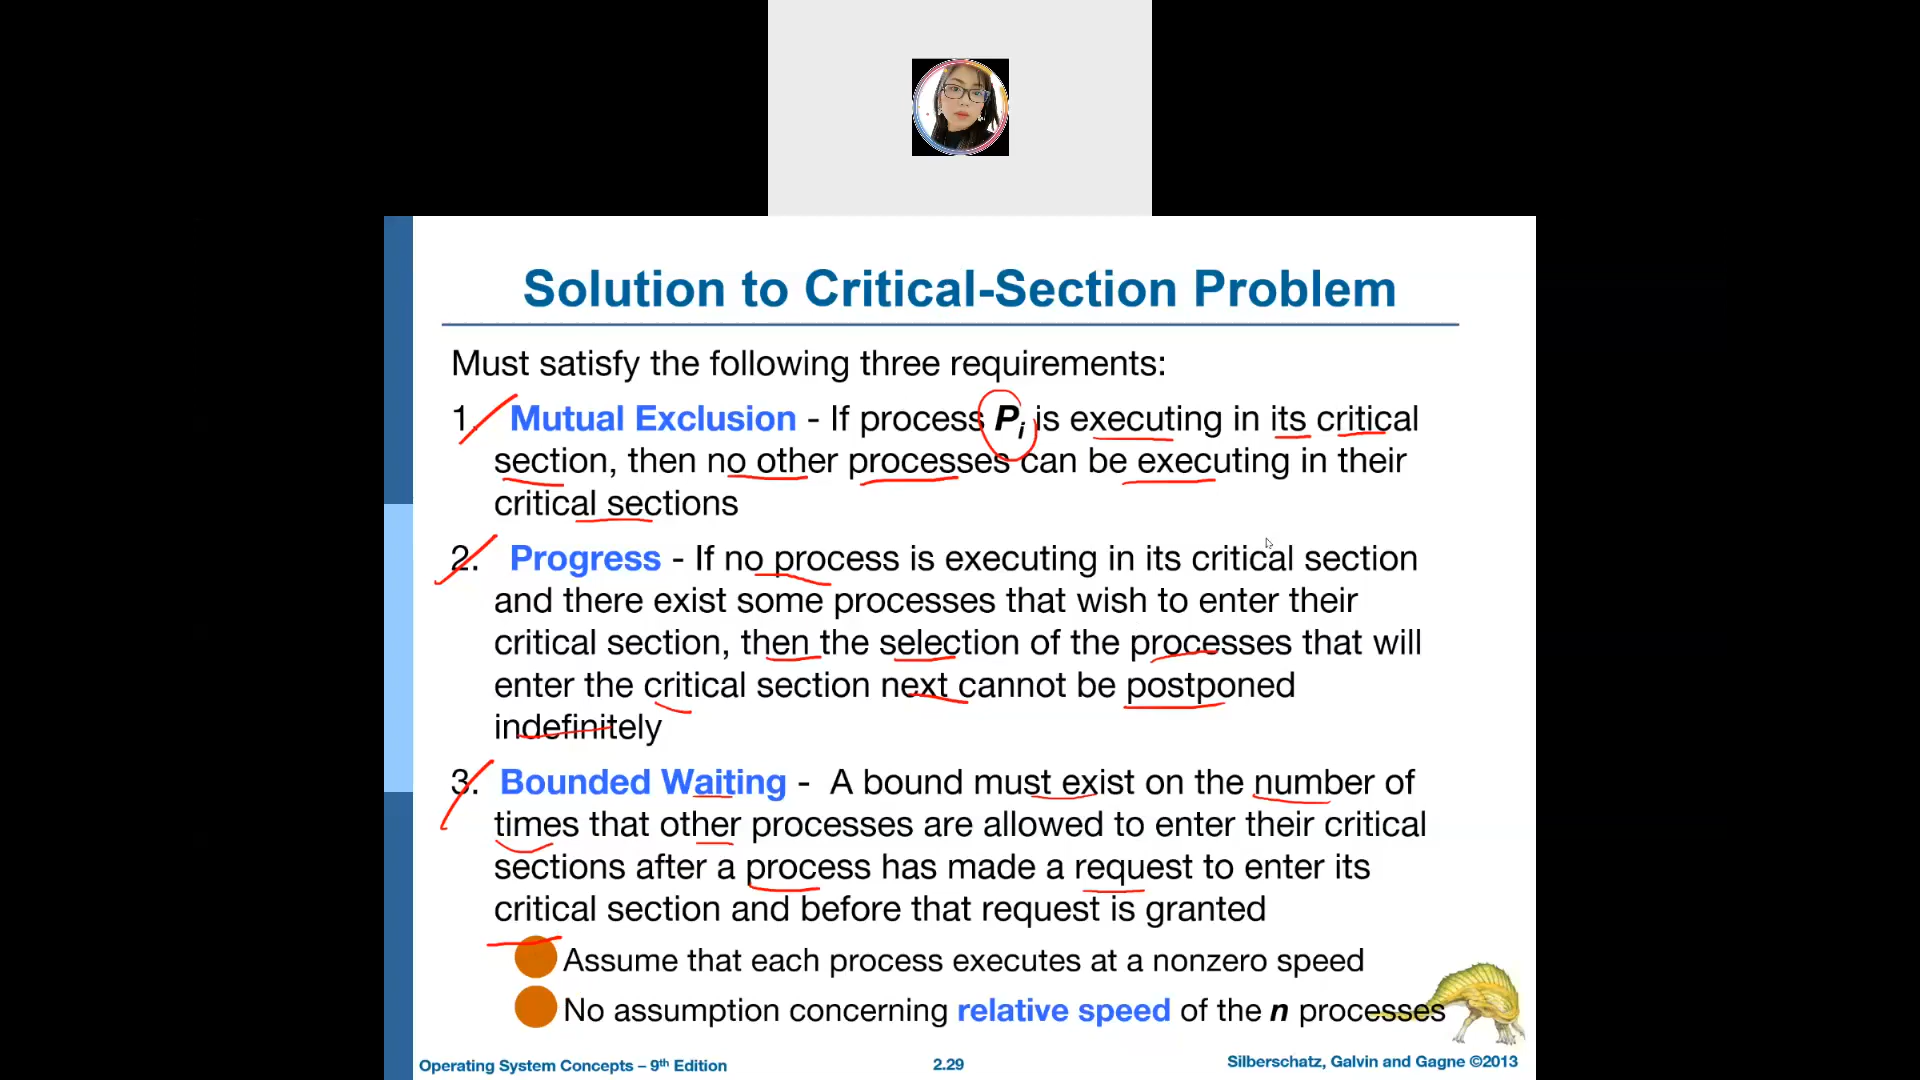 Solution to Critical-Section Problem
Must satisfy the following three requirements:
1. Mutual Exclusion - If process Pi is executing in its critical
section, then no other processes can be executing in their
critical sections
2. Progress - If no process is executing in its critical section
and there exist some processes that wish to enter their
critical section, then the selection of the processes that will
enter the critical section next cannot be postponed
indefinitely
3. Bounded Waiting - A bound must exist on the number of
times that other processes are allowed to enter their critical
sections after a process has made a request to enter its
critical section and before that request is granted
Assume that each process executes at a nonzero speed
No assumption concerning relative speed of the n processes
Operating System Concepts – 9th Edition
2.29
Silberschatz, Galvin and Gagne ©2013